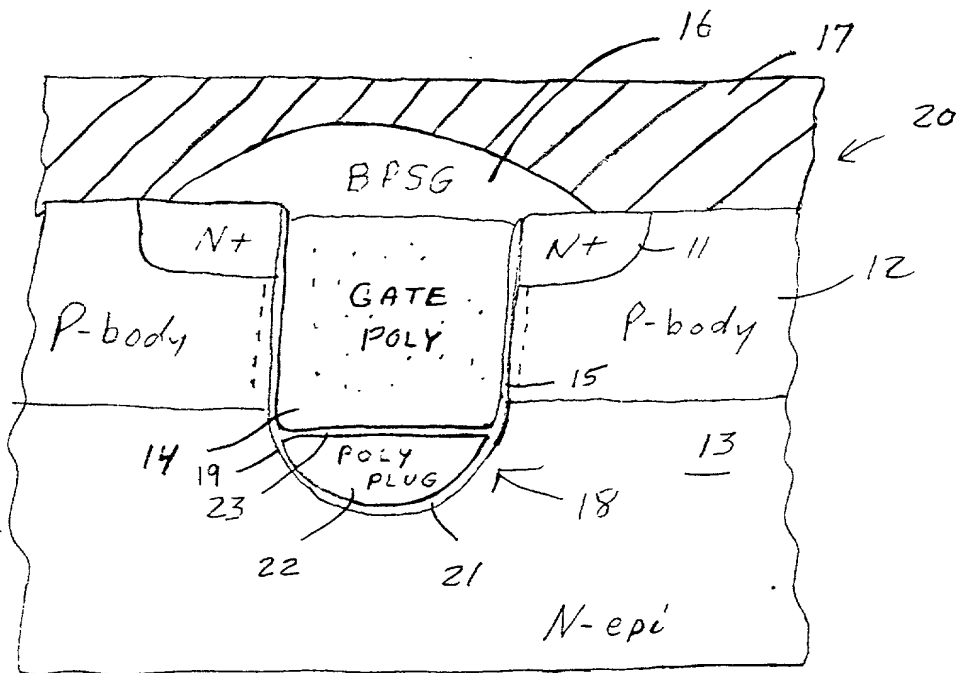 16
17
20
BPSG
N+
N+
11
12
GATE
POLY
P-body
P-body
15
14
19
23
POLY
PLUG
13
18
22
21
N-epi